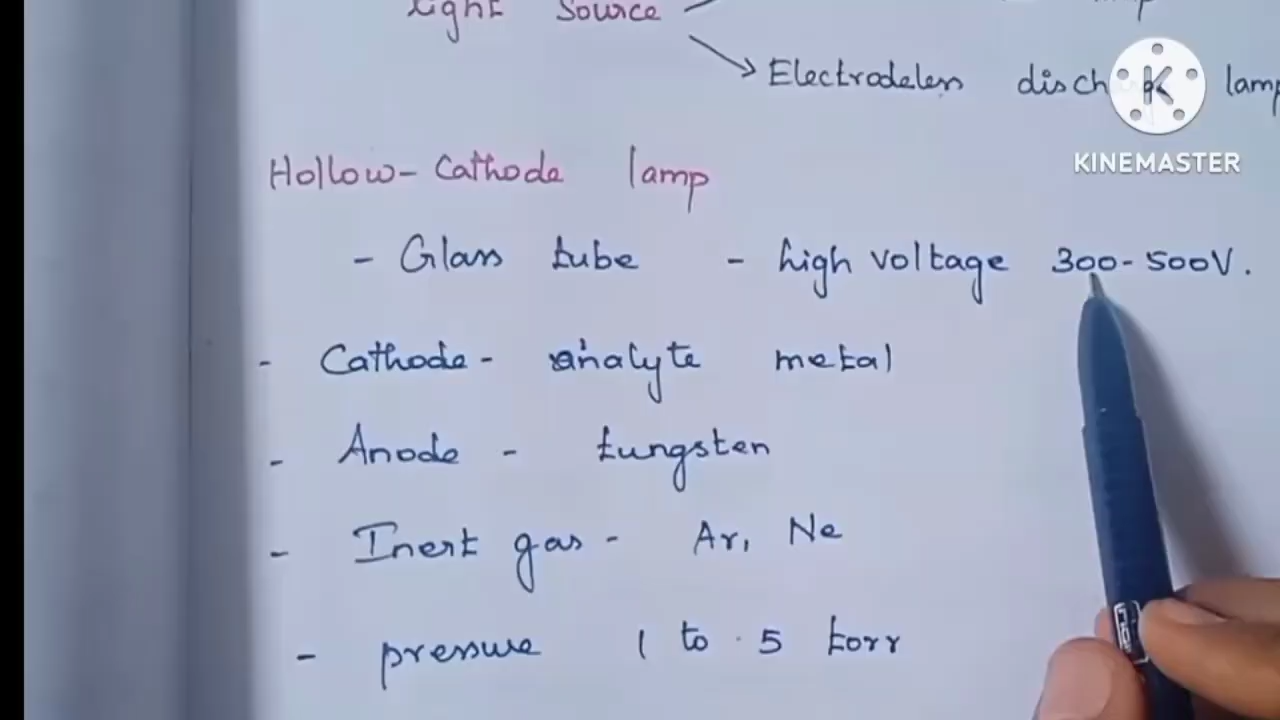 light Source
Electrodeless disch lamp
KINEMASTER
Hollow-Cathode lamp
- Glass tube - high voltage 300-500V.
- Cathode - analyte metal
- Anode - tungsten
- Inert gas - Ar, Ne
- pressure 1 to 5 torr